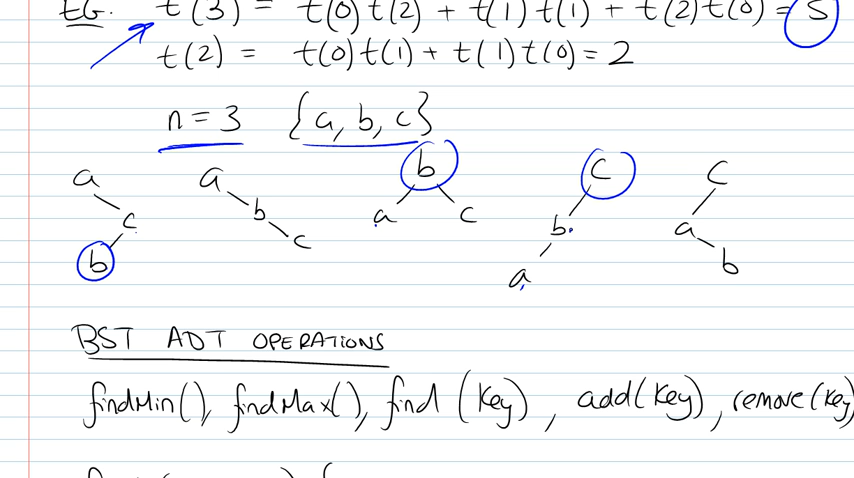 EG. t(3) = t(0)t(2) + t(1)t(1) + t(2)t(0) = 5
t(2) = t(0)t(1) + t(1)t(0) = 2
n = 3 {a, b, c}
a a b c c
c b a c b a
b c a b
BST ADT OPERATIONS
findMin(), findMax(), find (key), add(key), remove(key)